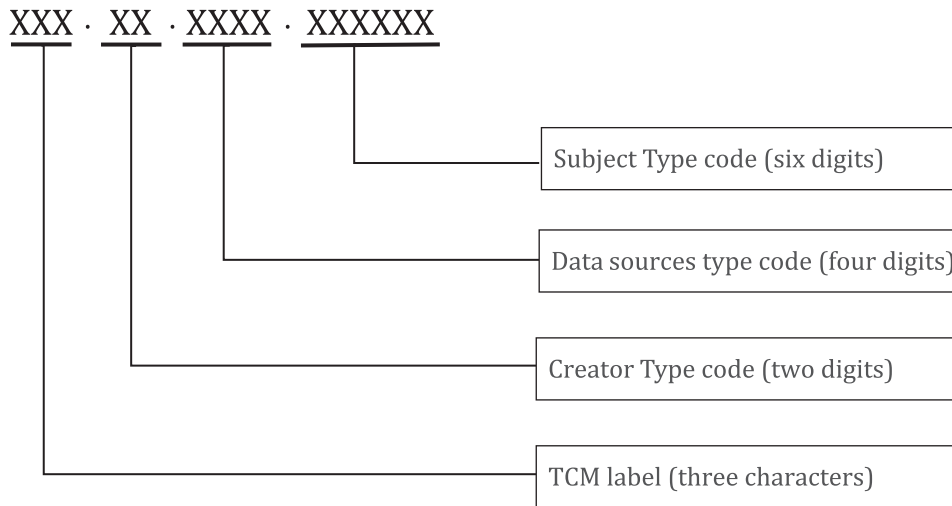 XXX · XX · XXXX · XXXXXX
Subject Type code (six digits)
Data sources type code (four digits)
Creator Type code (two digits)
TCM label (three characters)